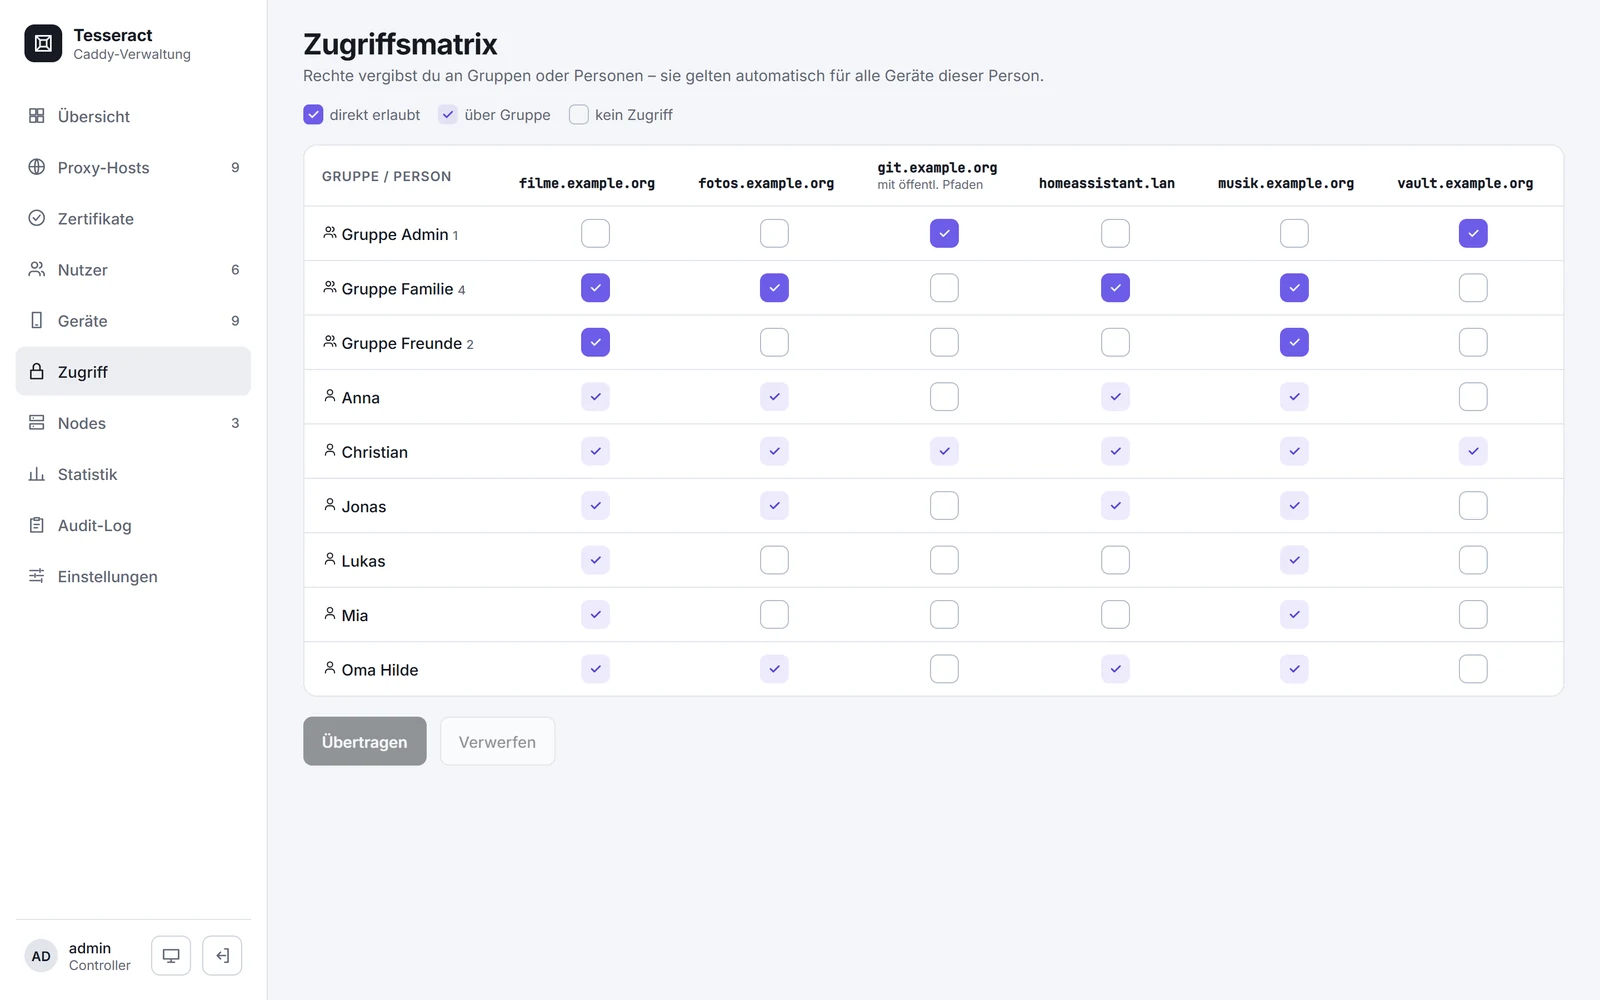 Tesseract
Caddy-Verwaltung
Übersicht
Proxy-Hosts 9
Zertifikate
Nutzer 6
Geräte 9
Zugriff
Nodes 3
Statistik
Audit-Log
Einstellungen
AD
admin
Controller
Zugriffsmatrix
Rechte vergibst du an Gruppen oder Personen – sie gelten automatisch für alle Geräte dieser Person.
direkt erlaubt über Gruppe kein Zugriff
GRUPPE / PERSON filme.example.org fotos.example.org git.example.org homeassistant.lan musik.example.org vault.example.org
mit öffentl. Pfaden
Gruppe Admin 1
Gruppe Familie 4
Gruppe Freunde 2
Anna
Christian
Jonas
Lukas
Mia
Oma Hilde
Übertragen Verwerfen